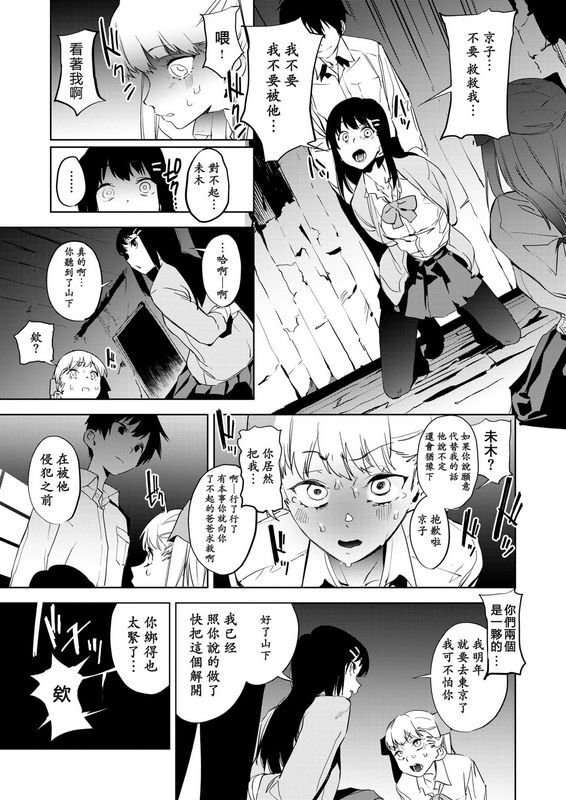 京子…
不要 救救我…
我不要
我不要被他…
喂！
看著我啊
對不起…
未木
……
…哈啊—啊
真的啊…
你聽到了山下
欸？
未木？
如果你說願意
代替我的話
他說不定
還會猶豫下
抱歉啦
京子
你居然
把我…
啊—行了行了
有本事你就向你
了不起的爸爸求救啊
在被他
侵犯之前
你們兩個
是一夥的…
我明年
就要去東京了
我可不怕你
好了山下
我已经
照你說的做了
快把這個解開
你綁得也
太緊了…
欸